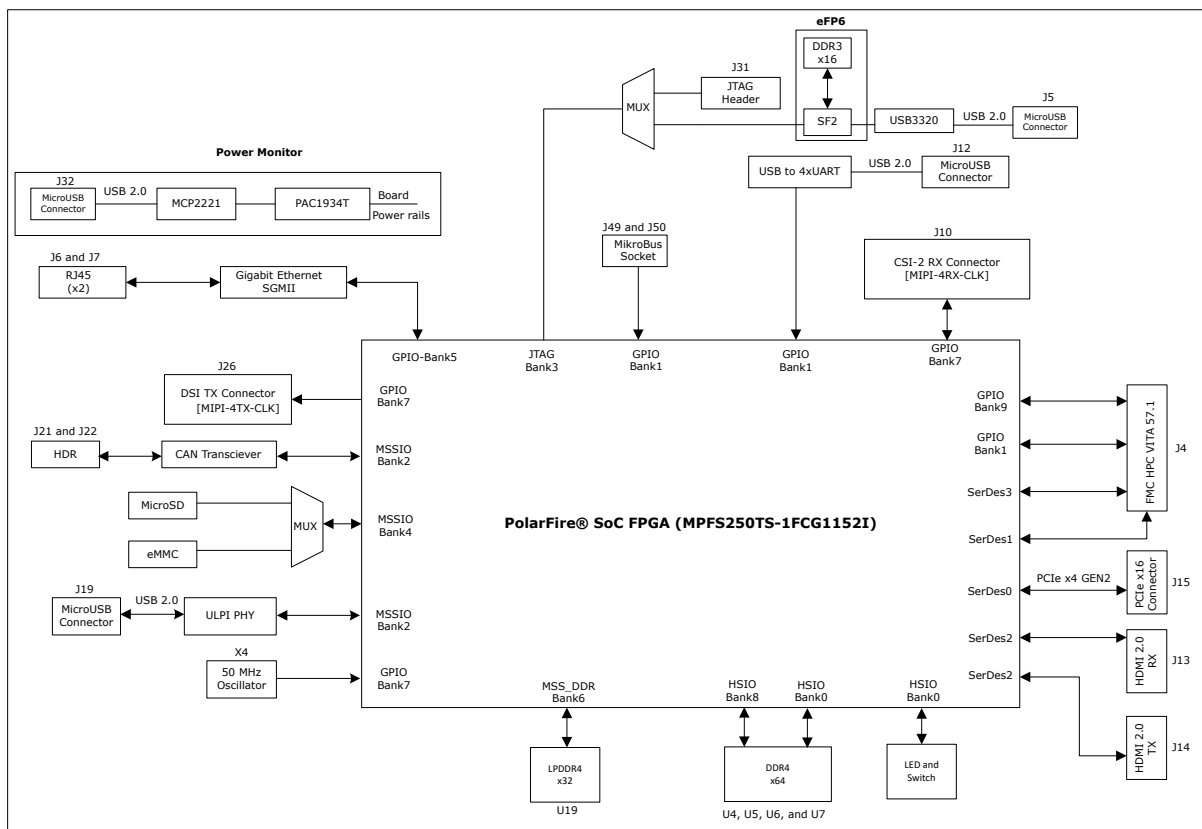 eFP6
DDR3
x16
J31
JTAG
Header
MUX
SF2
USB3320
USB 2.0
J5
MicroUSB
Connector
J12
USB to 4xUART
USB 2.0
MicroUSB
Connector
Power Monitor
J32
MicroUSB
Connector
USB 2.0
MCP2221
PAC1934T
Board
Power rails
J49 and J50
MikroBus
Socket
J10
CSI-2 RX Connector
[MIPI-4RX-CLK]
J6 and J7
RJ45
(x2)
Gigabit Ethernet
SGMII
GPIO-Bank5
JTAG
Bank3
GPIO
Bank1
GPIO
Bank1
GPIO
Bank7
J26
DSI TX Connector
[MIPI-4TX-CLK]
GPIO
Bank7
J21 and J22
HDR
CAN Transciever
MSSIO
Bank2
MicroSD
eMMC
MUX
MSSIO
Bank4
J19
MicroUSB
Connector
USB 2.0
ULPI PHY
MSSIO
Bank2
X4
50 MHz
Oscillator
GPIO
Bank7
PolarFire® SoC FPGA (MPFS250TS-1FCG1152I)
GPIO
Bank9
GPIO
Bank1
SerDes3
SerDes1
FMC HPC VITA 57.1
J4
SerDes0
PCIe x4 GEN2
PCIe x16
Connector
J15
SerDes2
HDMI 2.0
RX
J13
SerDes2
HDMI 2.0
TX
J14
MSS_DDR
Bank6
HSIO
Bank8
HSIO
Bank0
HSIO
Bank0
LPDDR4
x32
U19
DDR4
x64
U4, U5, U6, and U7
LED and
Switch